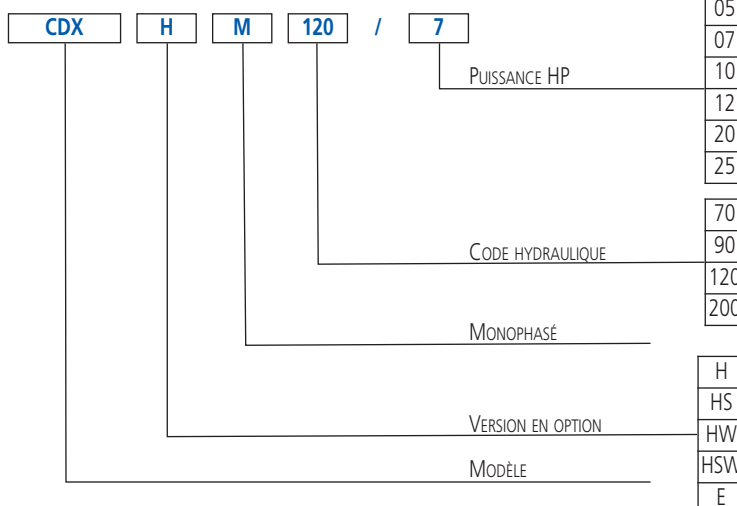 CDX H M 120 / 7
05
07
PUISSANCE HP
10
12
20
25
70
CODE HYDRAULIQUE
90
120
200
MONOPHASÉ
H
HS
VERSION EN OPTION
HW
MODÈLE
HSW
E